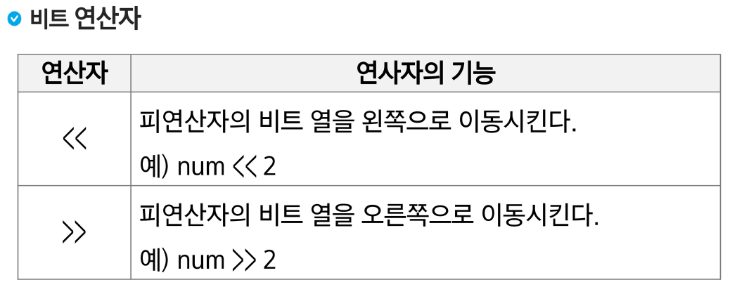 비트 연산자
연산자 연사자의 기능
<< 피연산자의 비트 열을 왼쪽으로 이동시킨다.
예) num << 2
>> 피연산자의 비트 열을 오른쪽으로 이동시킨다.
예) num >> 2